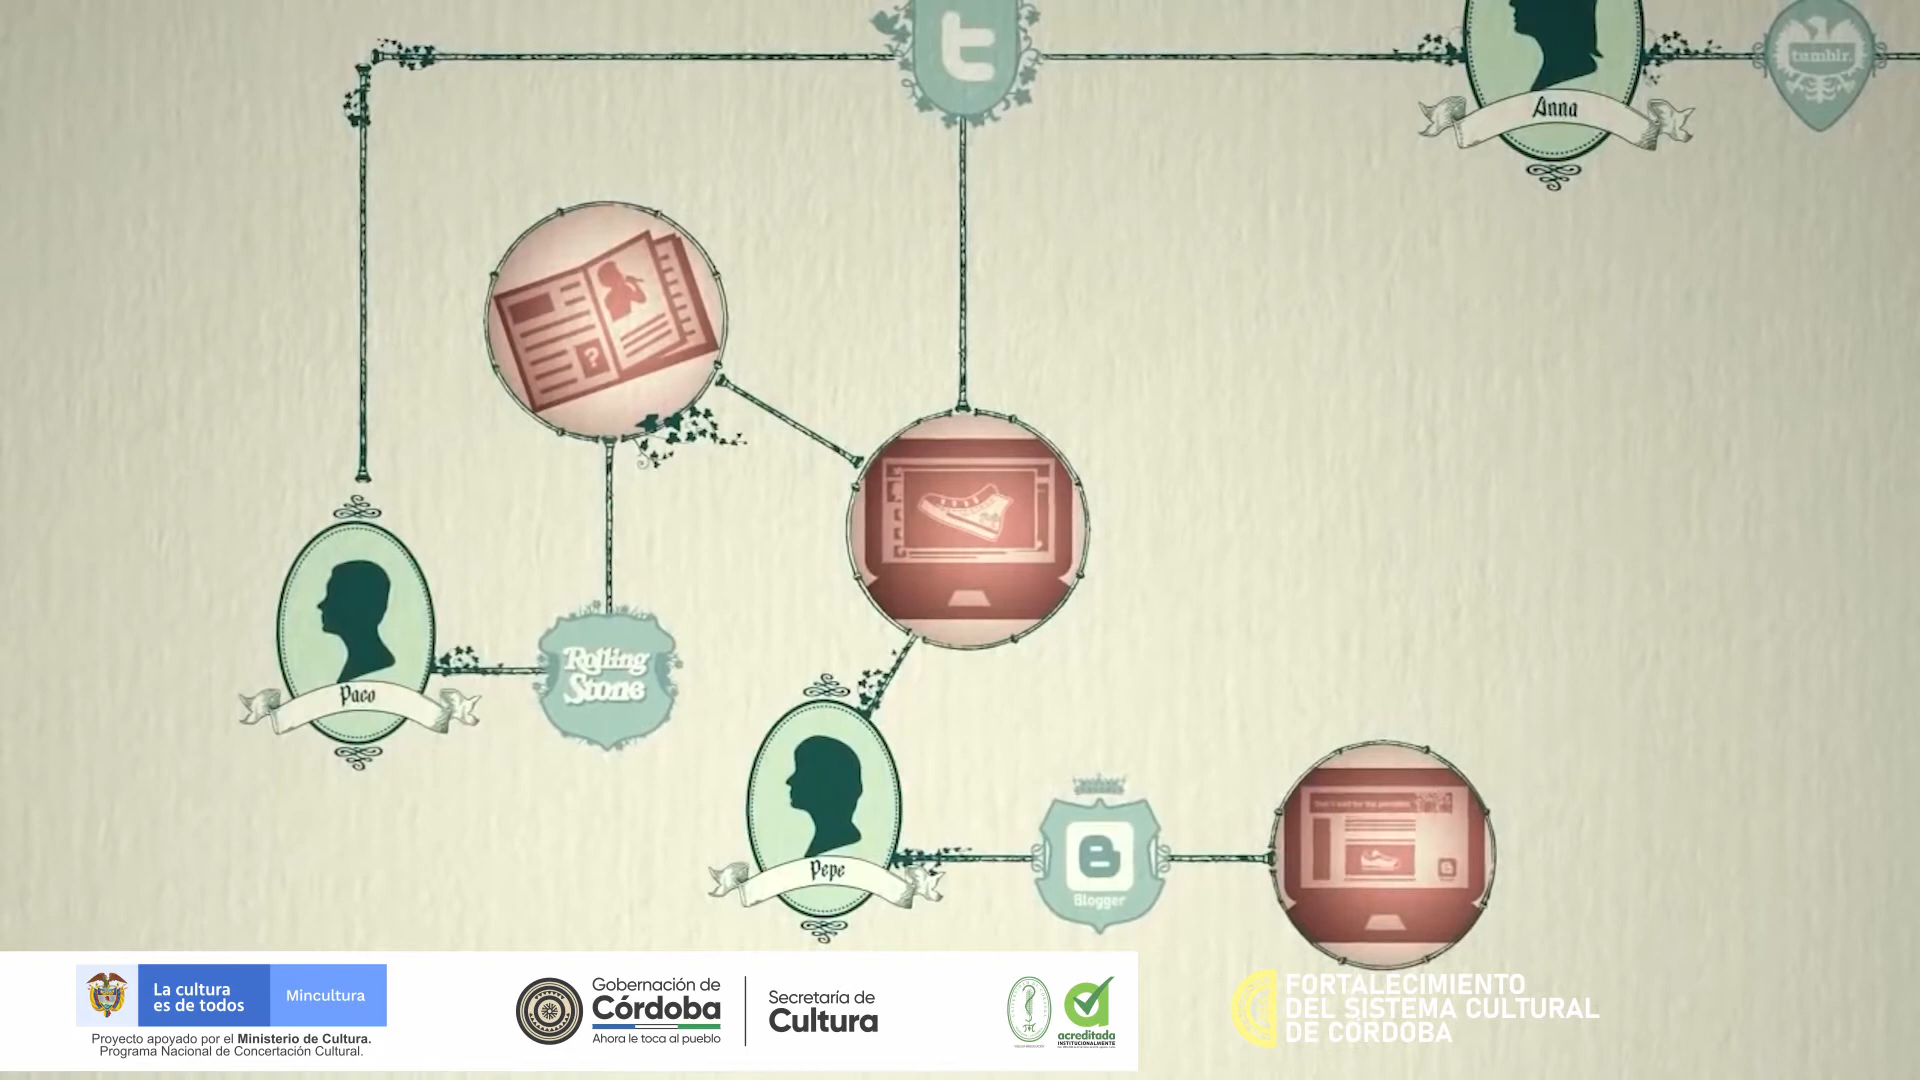 t
tumblr.
Anna
?
Rolling
Stone
Paco
Pepe
Blogger
La cultura
es de todos
Mincultura
Proyecto apoyado por el Ministerio de Cultura.
Programa Nacional de Concertación Cultural.
Gobernación de
Córdoba
Ahora le toca al pueblo
Secretaría de
Cultura
acreditada
INSTITUCIONALMENTE
FORTALECIMIENTO
DEL SISTEMA CULTURAL
DE CÓRDOBA